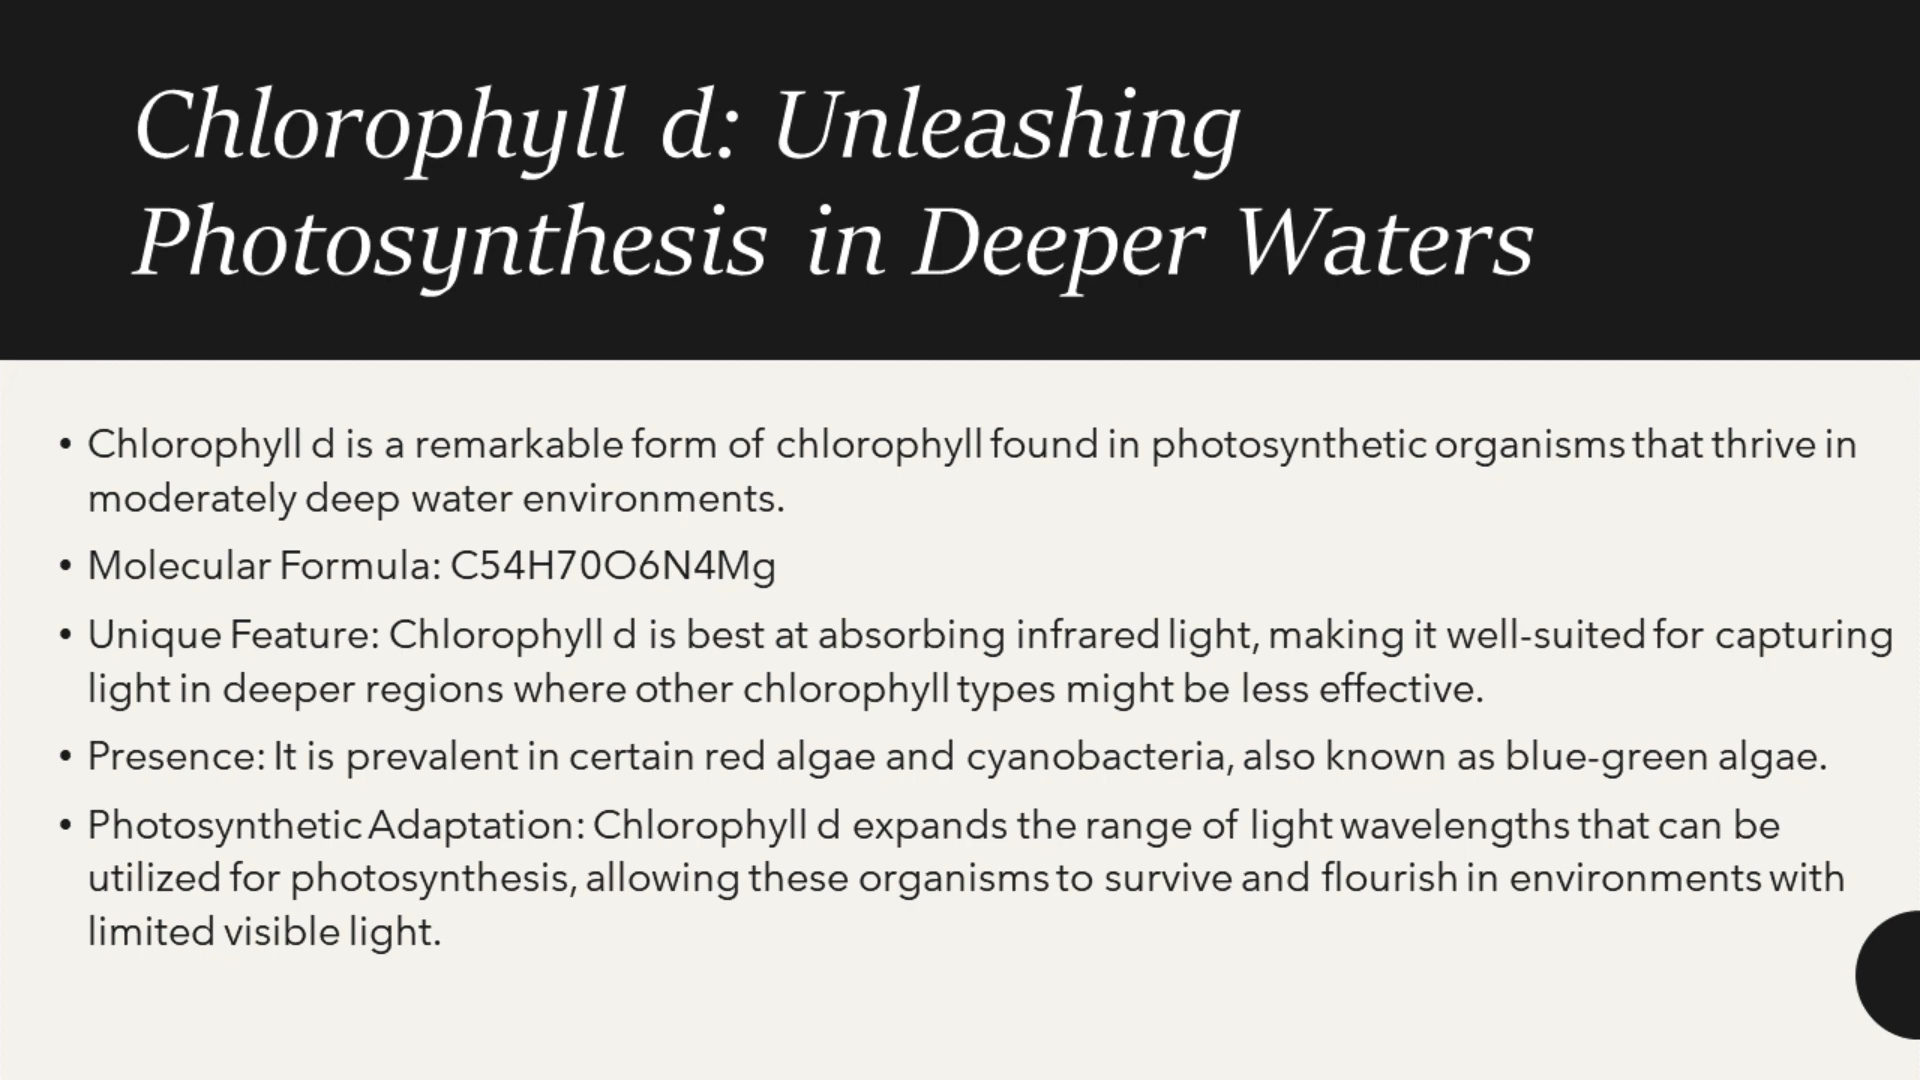 Chlorophyll d: Unleashing
Photosynthesis in Deeper Waters
• Chlorophyll d is a remarkable form of chlorophyll found in photosynthetic organisms that thrive in
moderately deep water environments.
• Molecular Formula: C54H70O6N4Mg
• Unique Feature: Chlorophyll d is best at absorbing infrared light, making it well-suited for capturing
light in deeper regions where other chlorophyll types might be less effective.
• Presence: It is prevalent in certain red algae and cyanobacteria, also known as blue-green algae.
• Photosynthetic Adaptation: Chlorophyll d expands the range of light wavelengths that can be
utilized for photosynthesis, allowing these organisms to survive and flourish in environments with
limited visible light.